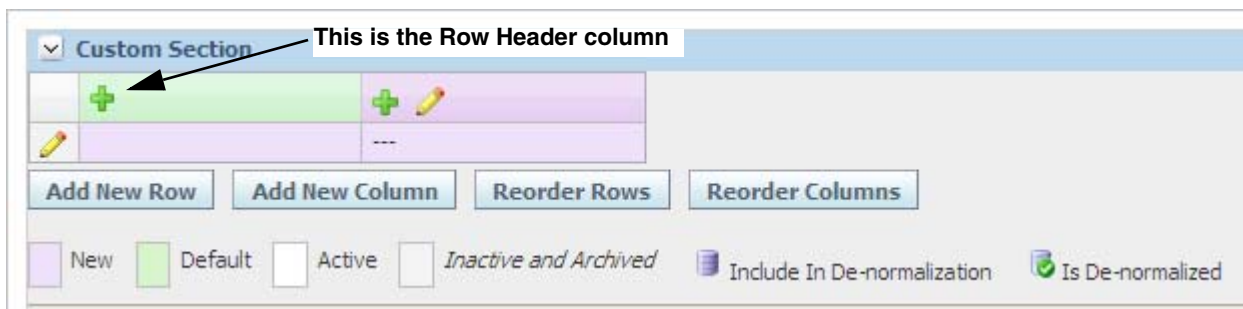 This is the Row Header column
Custom Section
---
Add New Row Add New Column Reorder Rows Reorder Columns
New Default Active Inactive and Archived Include In De-normalization Is De-normalized